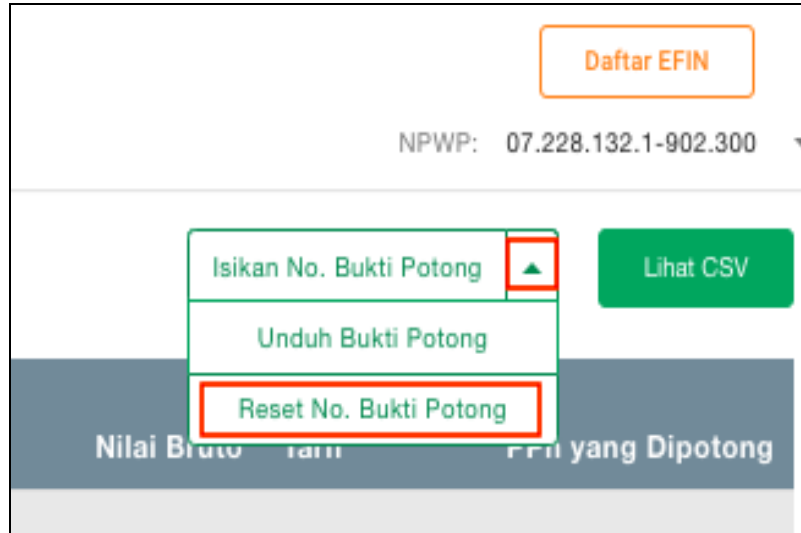 Daftar EFIN
NPWP: 07.228.132.1-902.300
Isikan No. Bukti Potong
Lihat CSV
Unduh Bukti Potong
Reset No. Bukti Potong
Nilai Bruto Tarif PPh yang Dipotong